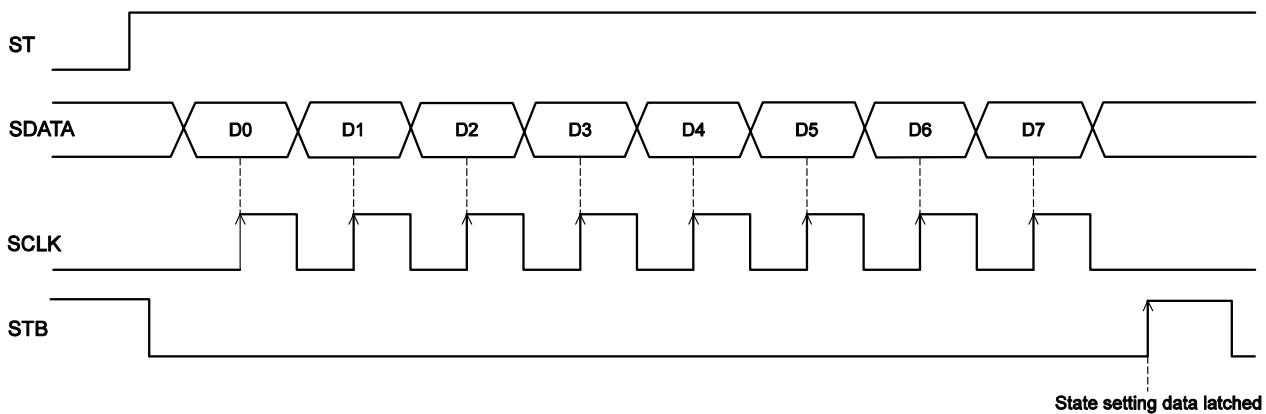 ST
SDATA
D0
D1
D2
D3
D4
D5
D6
D7
SCLK
STB
State setting data latched